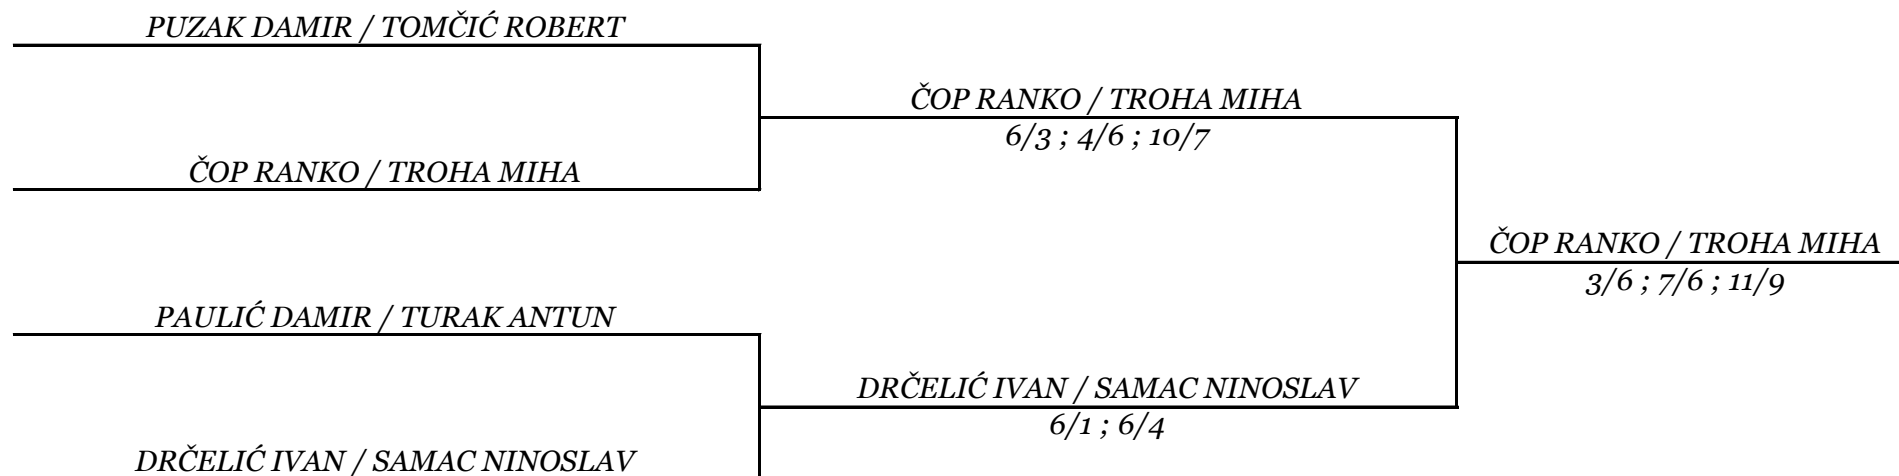 PUZAK DAMIR / TOMČIĆ ROBERT
ČOP RANKO / TROHA MIHA
6/3 ; 4/6 ; 10/7
ČOP RANKO / TROHA MIHA
ČOP RANKO / TROHA MIHA
3/6 ; 7/6 ; 11/9
PAULIĆ DAMIR / TURAK ANTUN
DRČELIĆ IVAN / SAMAC NINOSLAV
6/1 ; 6/4
DRČELIĆ IVAN / SAMAC NINOSLAV